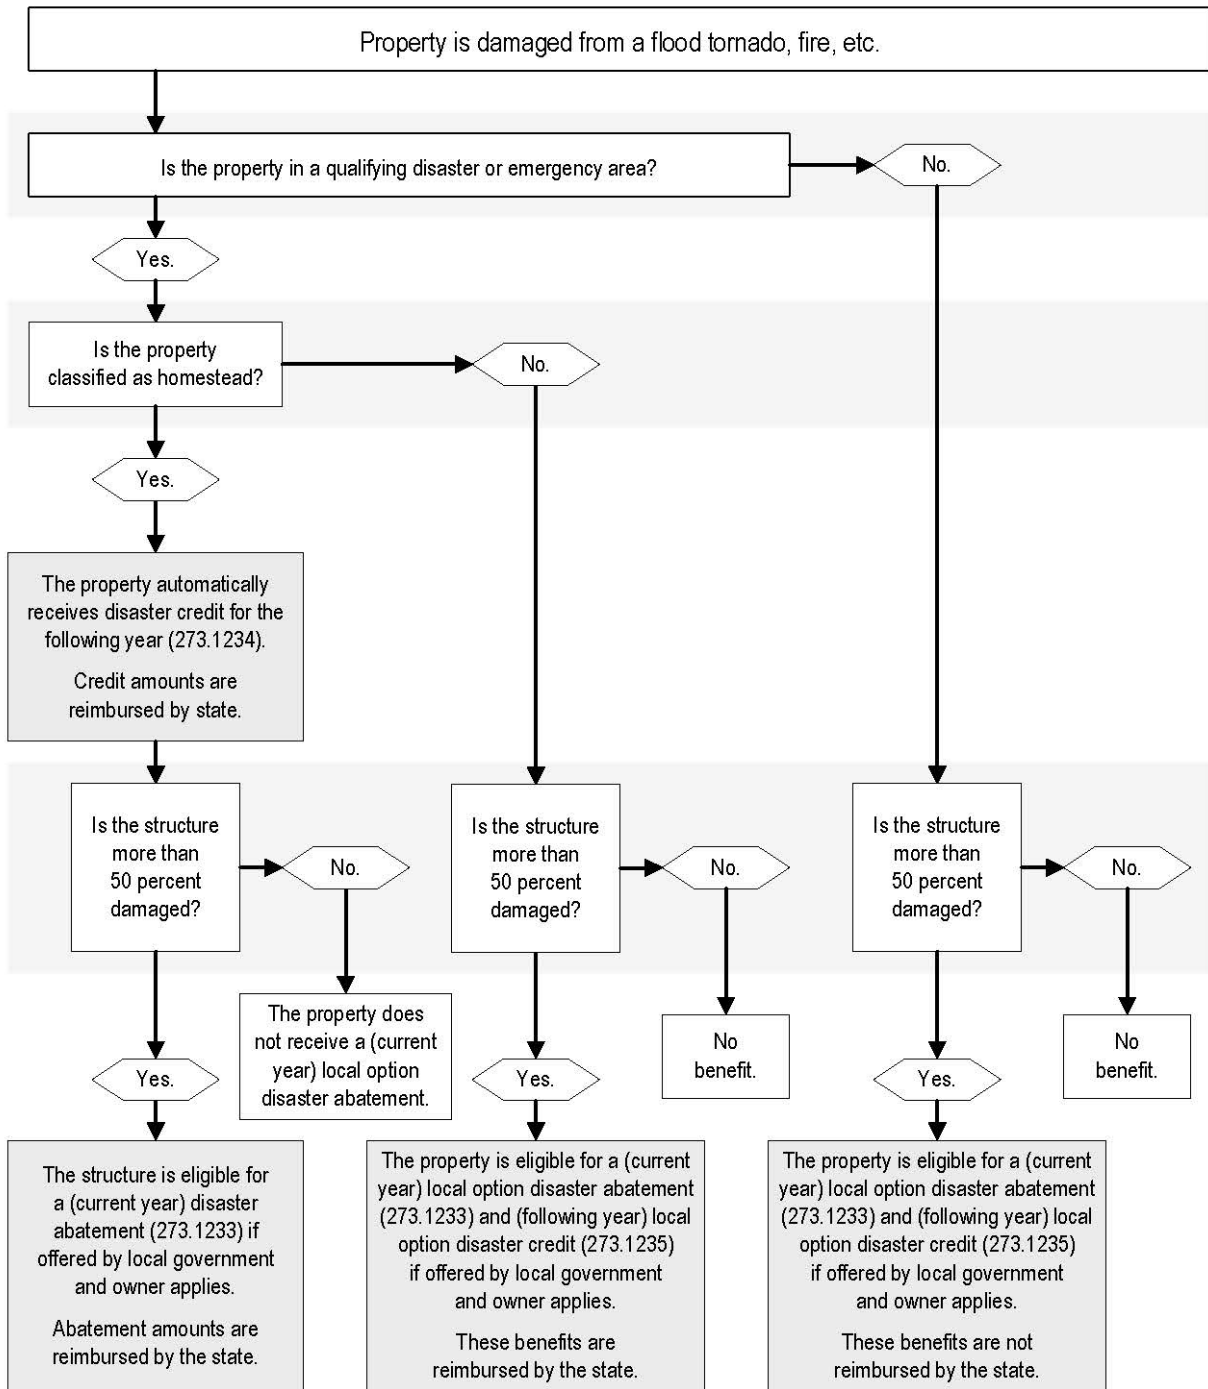 Property is damaged from a flood tornado, fire, etc.
Is the property in a qualifying disaster or emergency area?
No.
Yes.
Is the property
classified as homestead?
No.
Yes.
The property automatically
receives disaster credit for the
following year (273.1234).
Credit amounts are
reimbursed by state.
Is the structure
more than
50 percent
damaged?
No.
The property does
not receive a (current
year) local option
disaster abatement.
Yes.
The structure is eligible for
a (current year) disaster
abatement (273.1233) if
offered by local government
and owner applies.
Abatement amounts are
reimbursed by the state.
Is the structure
more than
50 percent
damaged?
No.
No
benefit.
Yes.
The property is eligible for a (current
year) local option disaster abatement
(273.1233) and (following year) local
option disaster credit (273.1235)
if offered by local government
and owner applies.
These benefits are
reimbursed by the state.
Is the structure
more than
50 percent
damaged?
No.
No
benefit.
Yes.
The property is eligible for a (current
year) local option disaster abatement
(273.1233) and (following year) local
option disaster credit (273.1235)
if offered by local government
and owner applies.
These benefits are not
reimbursed by the state.